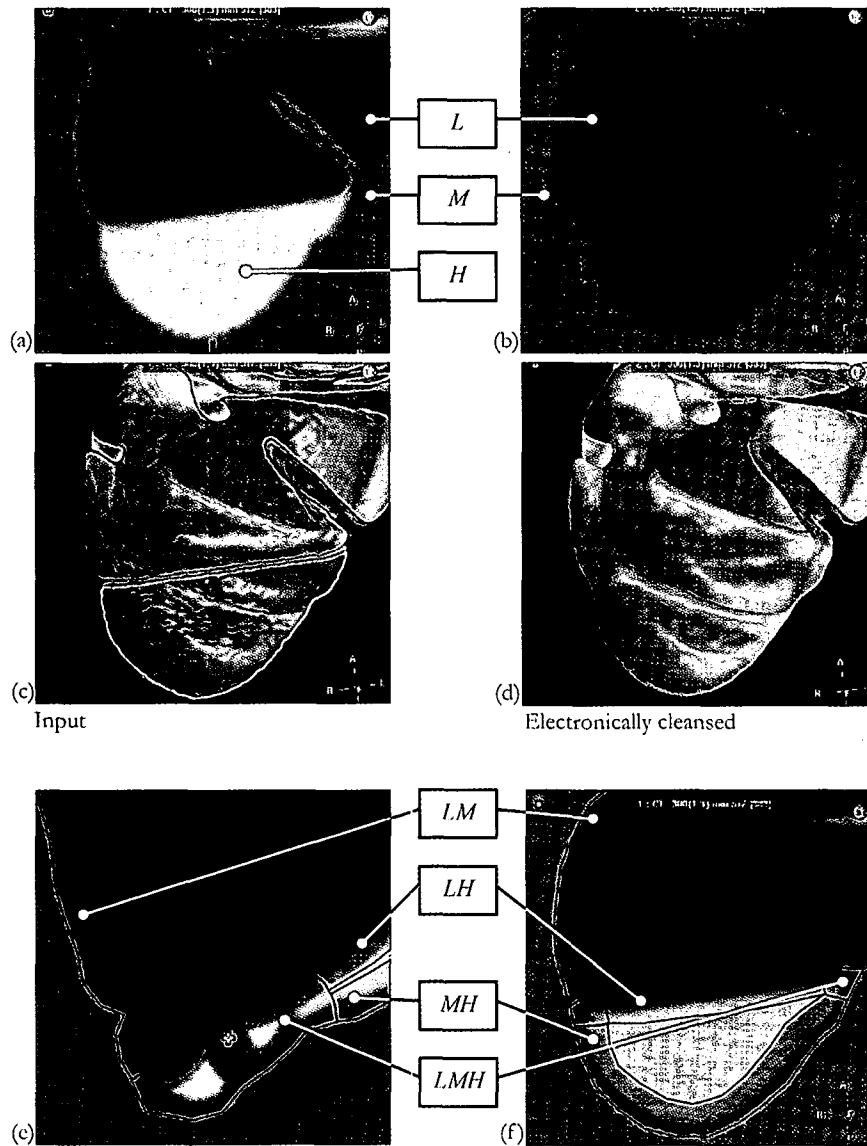 L
M
H
(a)
(b)
(c)
(d)
Input
Electronically cleansed
LM
LH
MH
LMH
(e)
(f)